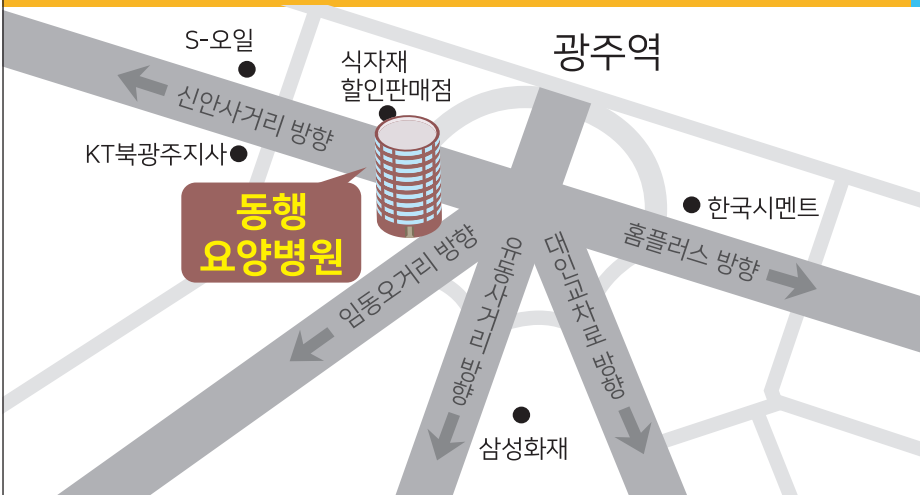 S-오일
식자재
할인판매점
광주역
신안사거리 방향
KT북광주지사
동행
요양병원
한국시멘트
홈플러스 방향
임동오거리 방향
유동사거리 방향
대인교차로 방향
삼성화재